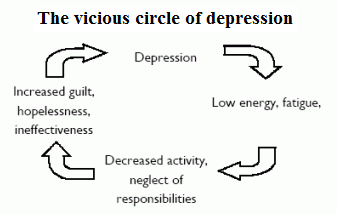 The vicious circle of depression
Depression
Low energy, fatigue,
Decreased activity,
neglect of
responsibilities
Increased guilt,
hopelessness,
ineffectiveness